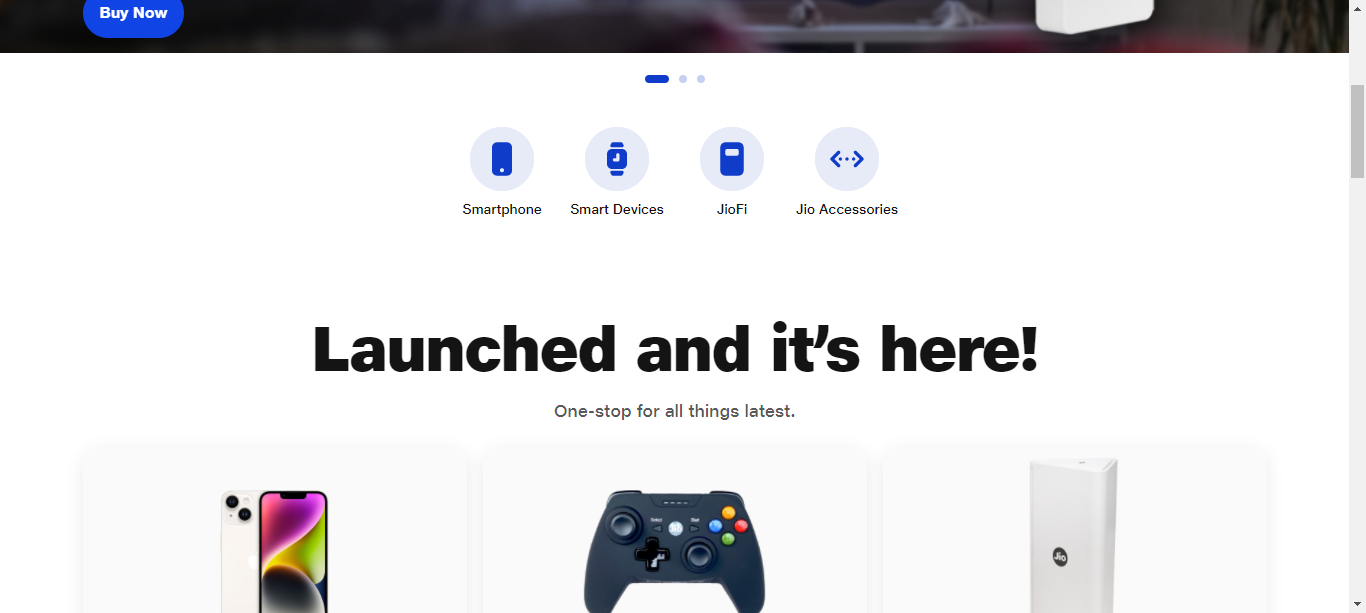 Buy Now
Smartphone
Smart Devices
JioFi
Jio Accessories
Launched and it’s here!
One-stop for all things latest.
Select
Start
Jio